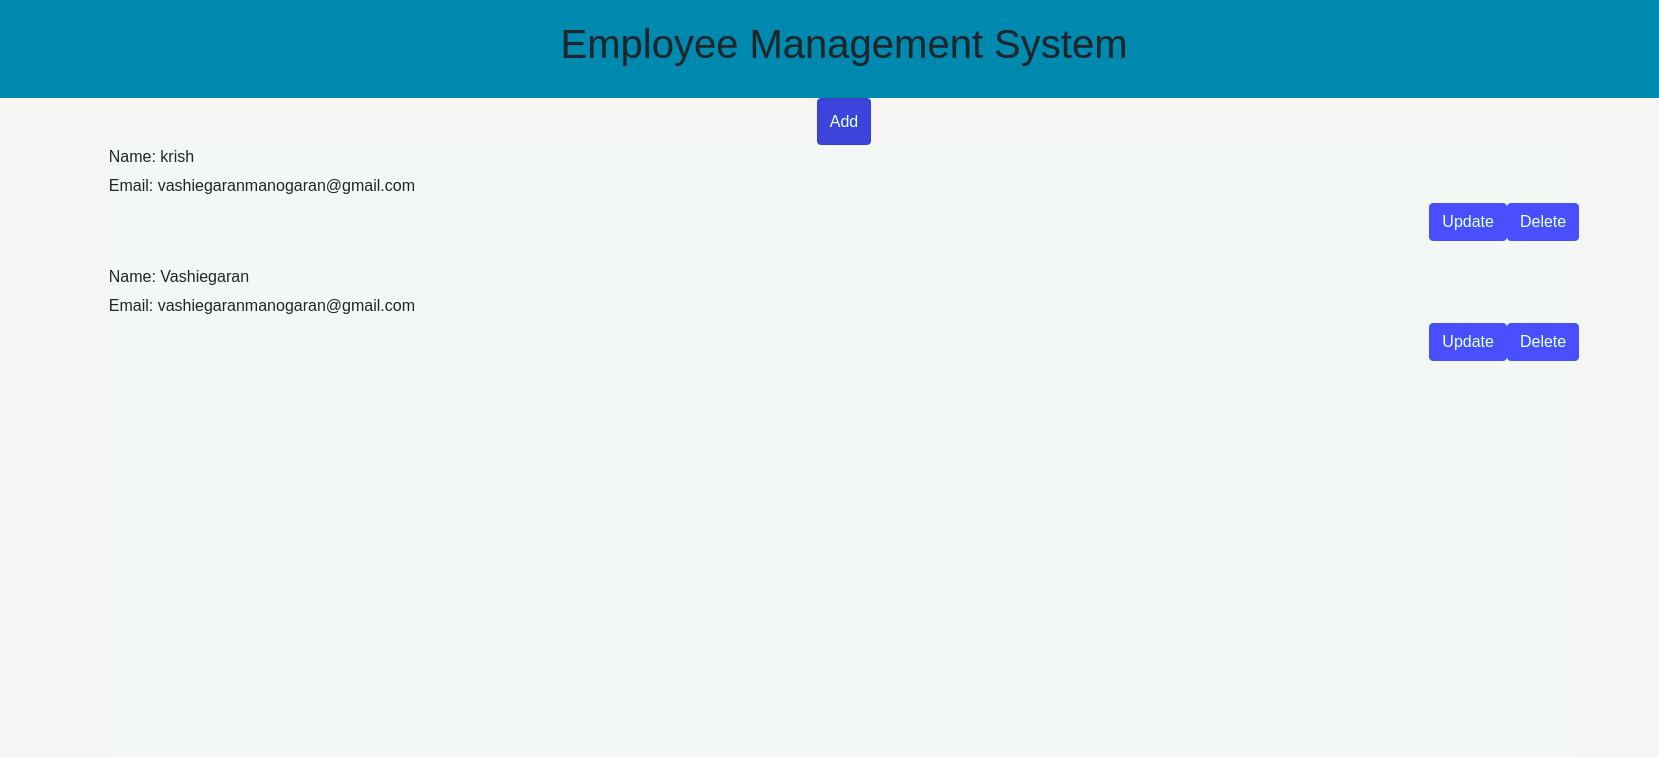 Employee Management System
Add
Name: krish
Email: vashiegaranmanogaran@gmail.com
Update Delete
Name: Vashiegaran
Email: vashiegaranmanogaran@gmail.com
Update Delete